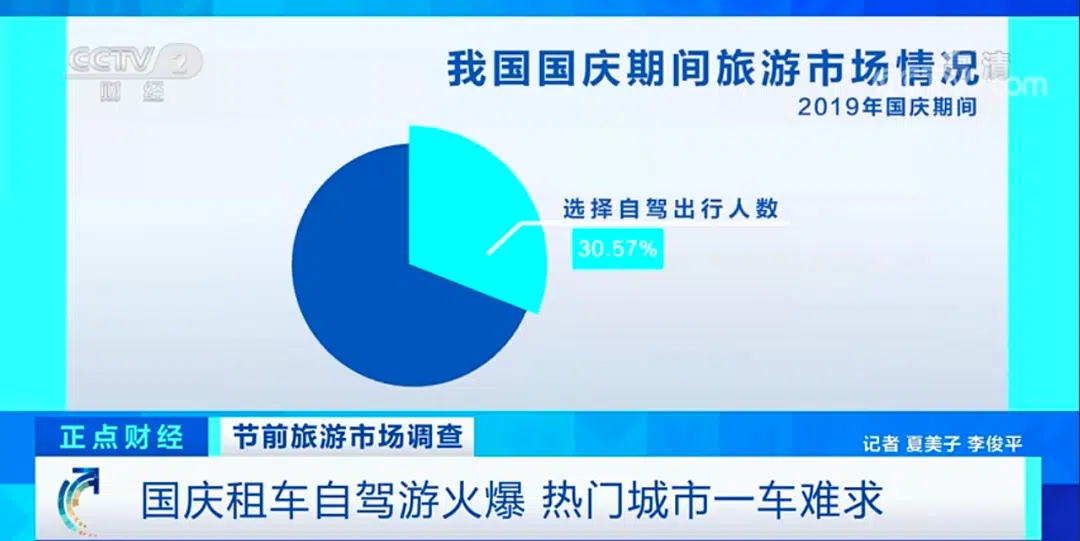 CCTV 2
财 经
我国国庆期间旅游市场情况
2019年国庆期间
选择自驾出行人数
30.57%
正点财经
节前旅游市场调查
记者 夏美子 李俊平
国庆租车自驾游火爆 热门城市一车难求